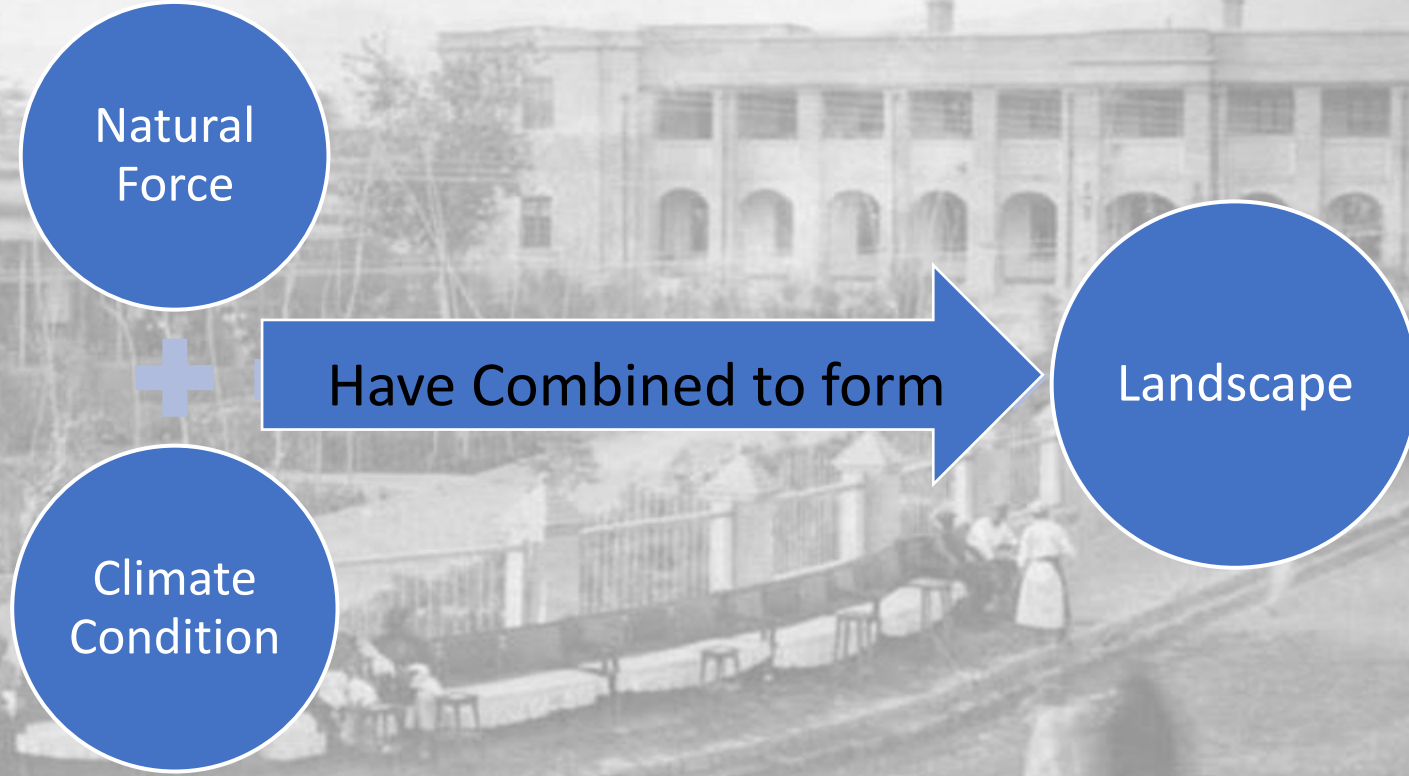 Natural
Force
Have Combined to form
Landscape
Climate
Condition